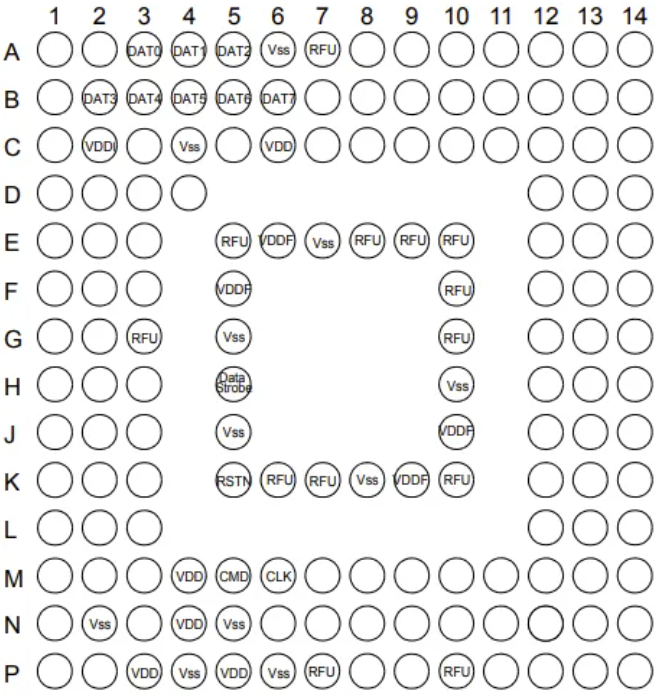 1 2 3 4 5 6 7 8 9 10 11 12 13 14
A DAT0 DAT1 DAT2 Vss RFU
B DAT3 DAT4 DAT5 DAT6 DAT7
C VDDI Vss VDD
D
E RFU VDDF Vss RFU RFU RFU
F VDDF RFU
G RFU Vss RFU
H Data Strobe Vss
J Vss VDDF
K RSTN RFU RFU Vss VDDF RFU
L
M VDD CMD CLK
N Vss VDD Vss
P VDD Vss VDD Vss RFU RFU